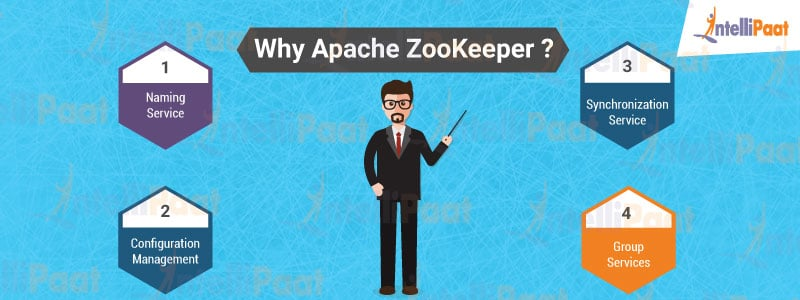 Why Apache ZooKeeper ?
IntelliPaat
1
Naming
Service
2
Configuration
Management
3
Synchronization
Service
4
Group
Services